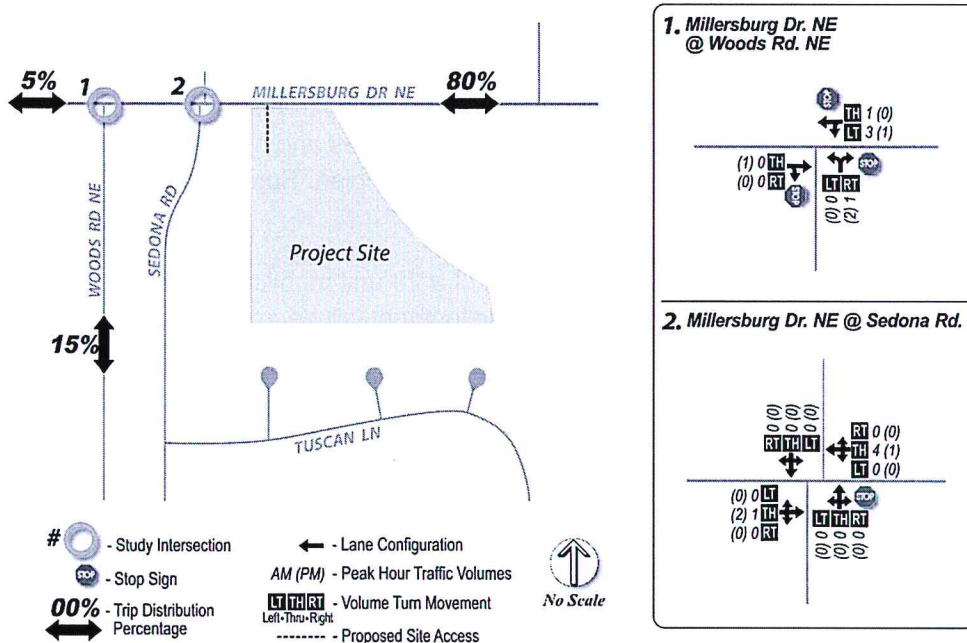 5%
1
2
MILLERSBURG DR NE
80%
WOODS RD NE
SEDONA RD
Project Site
15%
TUSCAN LN
# - Study Intersection
STOP - Stop Sign
00% - Trip Distribution
Percentage
- Lane Configuration
AM (PM) - Peak Hour Traffic Volumes
LT TH RT - Volume Turn Movement
Left•Thru•Right
- Proposed Site Access
No Scale
1. Millersburg Dr. NE
@ Woods Rd. NE
STOP
TH 1 (0)
LT 3 (1)
(1) 0 TH
(0) 0 RT
STOP
STOP
LT RT
(0) 0
(2) 1
2. Millersburg Dr. NE @ Sedona Rd.
0 (0)
0 (0)
0 (0)
RT TH LT
RT 0 (0)
TH 4 (1)
LT 0 (0)
(0) 0 LT
(2) 1 TH
(0) 0 RT
STOP
LT TH RT
(0) 0
(0) 0
(0) 0